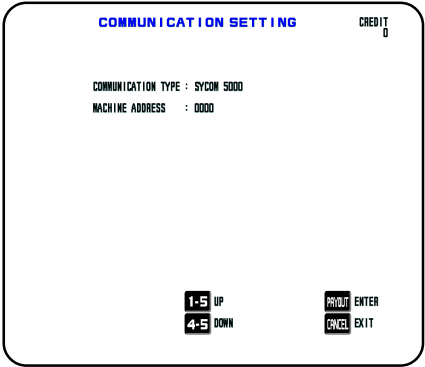 COMMUNICATION SETTING
CREDIT
0
COMMUNICATION TYPE : SYCOM 5000
MACHINE ADDRESS : 0000
1-5 UP
4-5 DOWN
PAYOUT ENTER
CANCEL EXIT